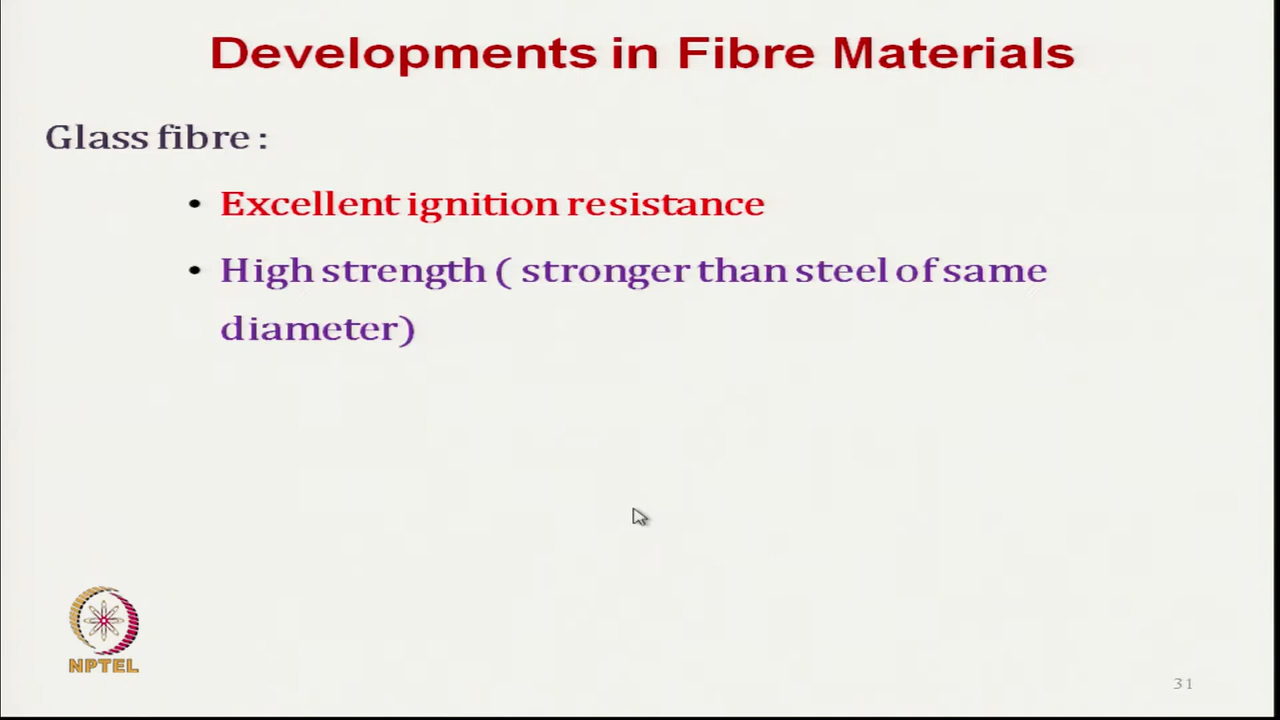 Developments in Fibre Materials
Glass fibre :
• Excellent ignition resistance
• High strength ( stronger than steel of same
diameter)
NPTEL
31